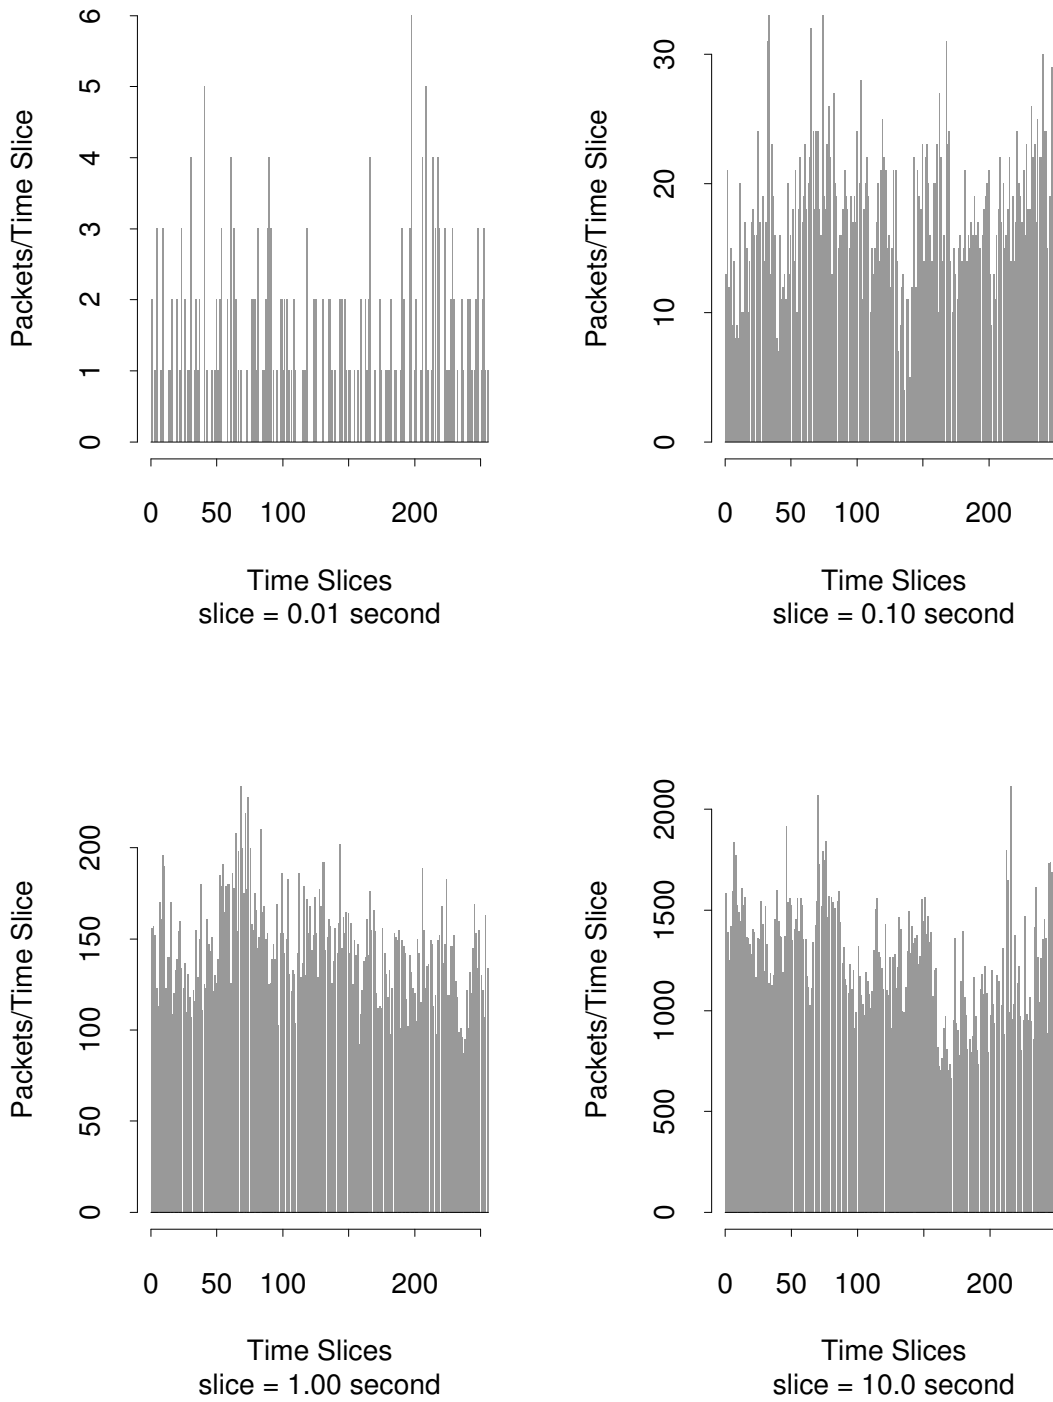 6
5
4
3
2
1
0
Packets/Time Slice
0 50 100 200
Time Slices
slice = 0.01 second
30
20
10
0
Packets/Time Slice
0 50 100 200
Time Slices
slice = 0.10 second
200
150
100
50
0
Packets/Time Slice
0 50 100 200
Time Slices
slice = 1.00 second
2000
1500
1000
500
0
Packets/Time Slice
0 50 100 200
Time Slices
slice = 10.0 second